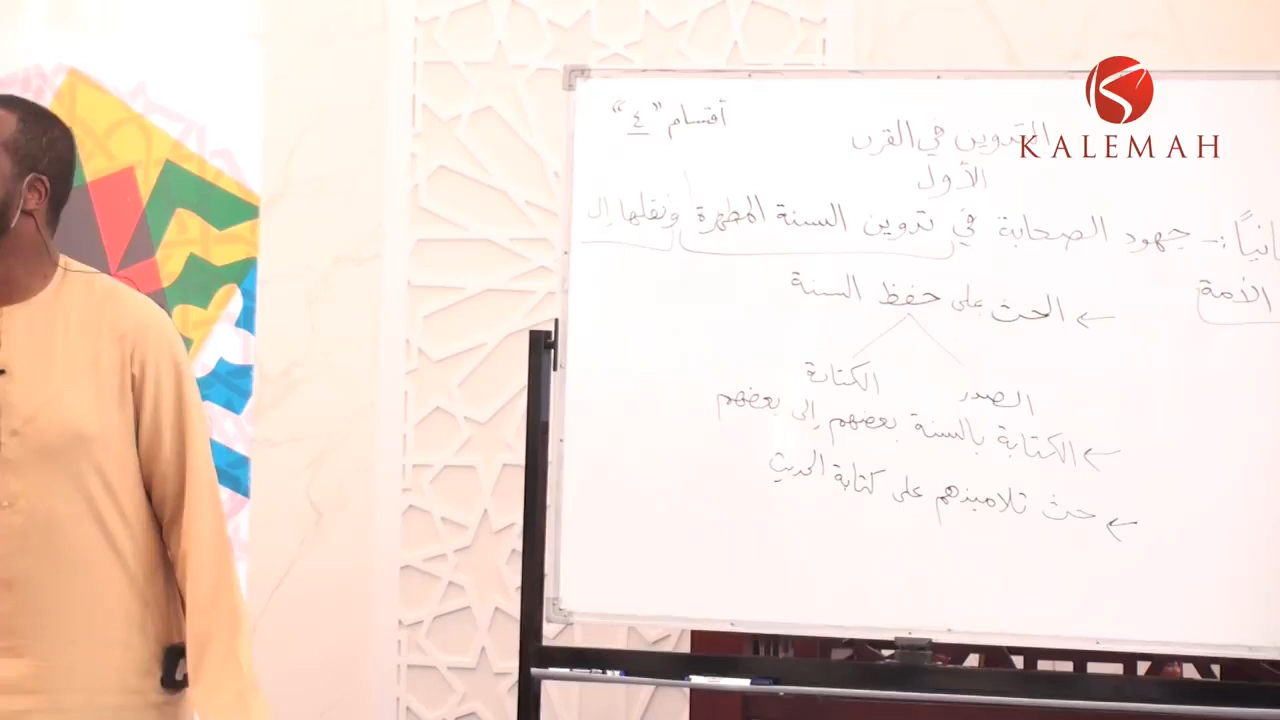 KALEMAH
أقسام "٤"
التدوين في القرن
الأول
انياً :- جهود الصحابة في تدوين السنة المطهرة ونقلها إلى
الأمة
← الحث على حفظ السنة
الصدر الكتابة
← الكتابة بالسنة بعضهم إلى بعضهم
← حث تلاميذهم على كتابة الحديث